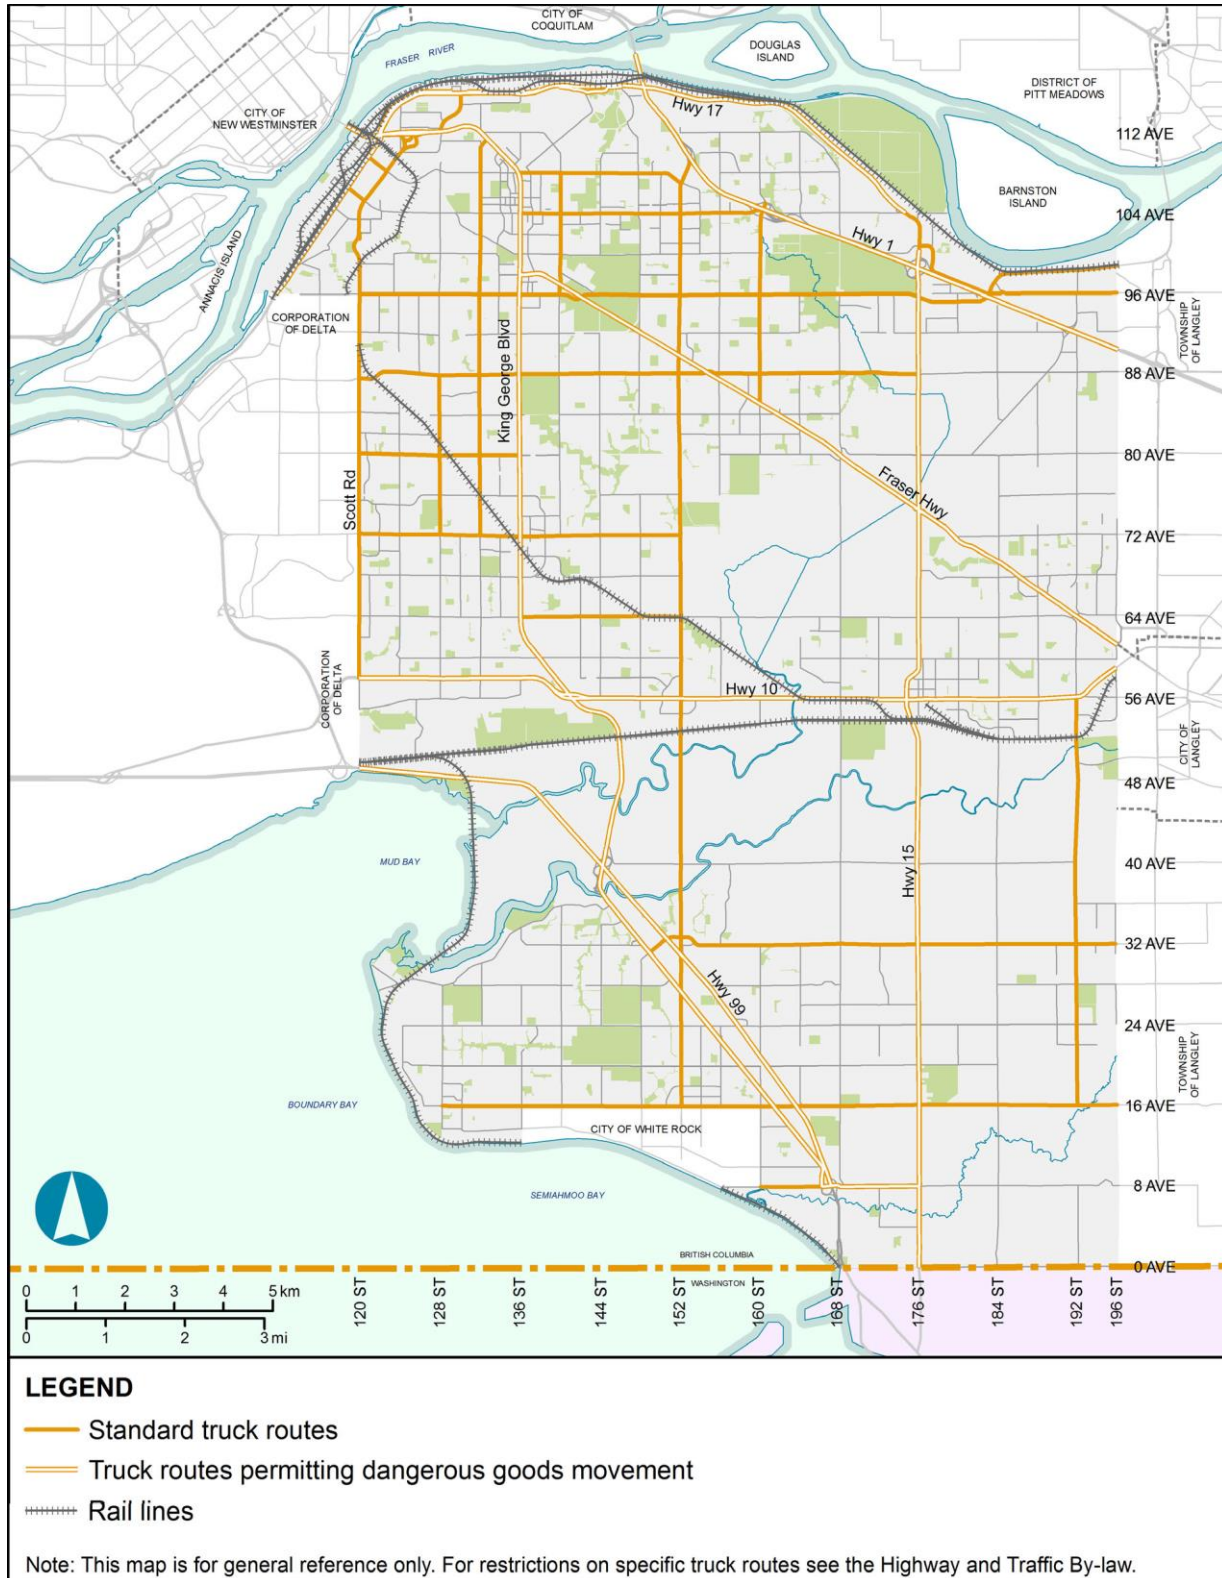 CITY OF
COQUITLAM
FRASER RIVER
DOUGLAS
ISLAND
DISTRICT OF
PITT MEADOWS
CITY OF
NEW WESTMINSTER
Hwy 17
112 AVE
BARNSTON
ISLAND
104 AVE
Hwy 1
ANNACIS ISLAND
96 AVE
CORPORATION
OF DELTA
TOWNSHIP
OF LANGLEY
King George Blvd
88 AVE
80 AVE
Scott Rd
Fraser Hwy
72 AVE
64 AVE
CORPORATION
OF DELTA
Hwy 10
56 AVE
CITY OF
LANGLEY
48 AVE
MUD BAY
40 AVE
Hwy 15
32 AVE
Hwy 99
24 AVE
TOWNSHIP
OF LANGLEY
BOUNDARY BAY
16 AVE
CITY OF WHITE ROCK
8 AVE
SEMIAHMOO BAY
BRITISH COLUMBIA
0 AVE
WASHINGTON
0 1 2 3 4 5 km
0 1 2 3 mi
120 ST
128 ST
136 ST
144 ST
152 ST
160 ST
168 ST
176 ST
184 ST
192 ST
196 ST
LEGEND
Standard truck routes
Truck routes permitting dangerous goods movement
Rail lines
Note: This map is for general reference only. For restrictions on specific truck routes see the Highway and Traffic By-law.